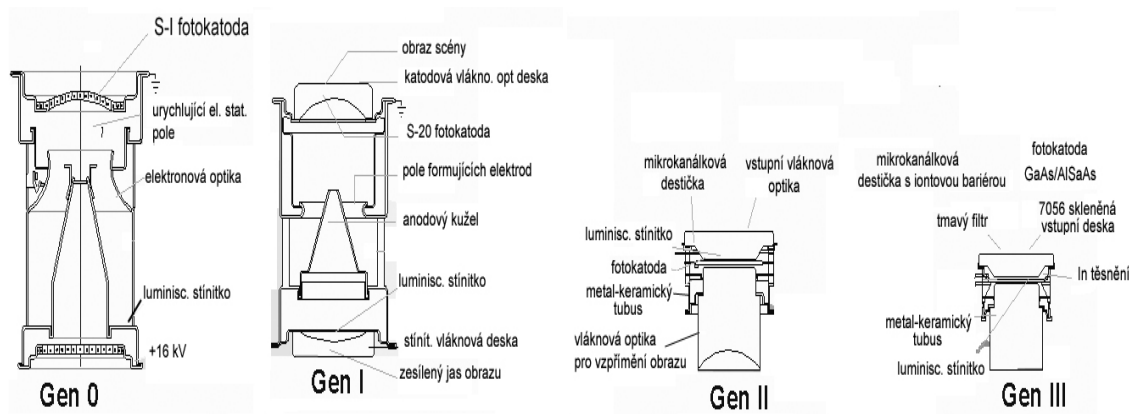 S-I fotokatoda
urychlující el. stat.
pole
elektronová optika
luminisc. stínitko
+16 kV
Gen 0
obraz scény
katodová vlákno. opt deska
S-20 fotokatoda
pole formujících elektrod
anodový kužel
luminisc. stínitko
stínit. vláknová deska
zesílený jas obrazu
Gen I
mikrokanálková
destička
vstupní vláknová
optika
luminisc. stínitko
fotokatoda
metal-keramický
tubus
vláknová optika
pro vzpřímení obrazu
Gen II
mikrokanálková
destička s iontovou bariérou
fotokatoda
GaAs/AlSaAs
tmavý filtr
7056 skleněná
vstupní deska
In těsnění
metal-keramický
tubus
luminisc. stínitko
Gen III